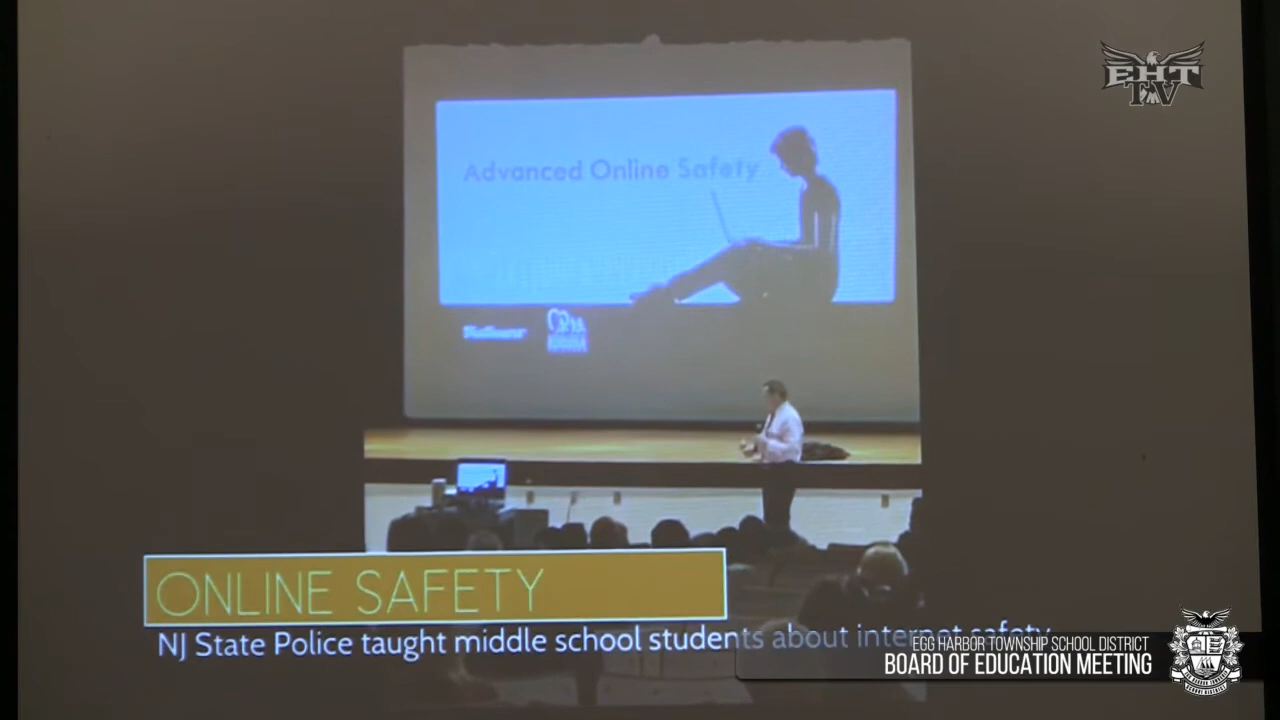 EHT
TV
Advanced Online Safety
ONLINE SAFETY
NJ State Police taught middle school students about internet safety
EGG HARBOR TOWNSHIP SCHOOL DISTRICT
BOARD OF EDUCATION MEETING